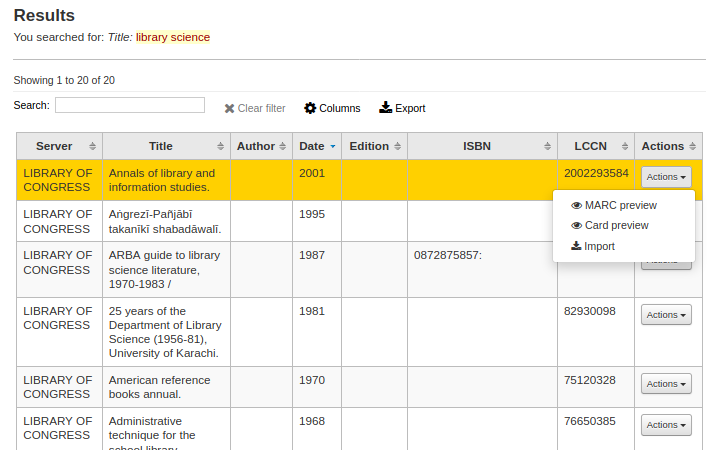 Results
You searched for: Title: library science
Showing 1 to 20 of 20
Search: Clear filter Columns Export
Server Title Author Date Edition ISBN LCCN Actions
LIBRARY OF CONGRESS Annals of library and information studies. 2001 2002293584 Actions
MARC preview
Card preview
Import
LIBRARY OF CONGRESS Aṅgrezī-Pañjābī takanīkī shabadāwalī. 1995
LIBRARY OF CONGRESS ARBA guide to library science literature, 1970-1983 / 1987 0872875857:
LIBRARY OF CONGRESS 25 years of the Department of Library Science (1956-81), University of Karachi. 1981 82930098 Actions
LIBRARY OF CONGRESS American reference books annual. 1970 75120328 Actions
LIBRARY OF CONGRESS Administrative technique for the school library 1968 76650385 Actions